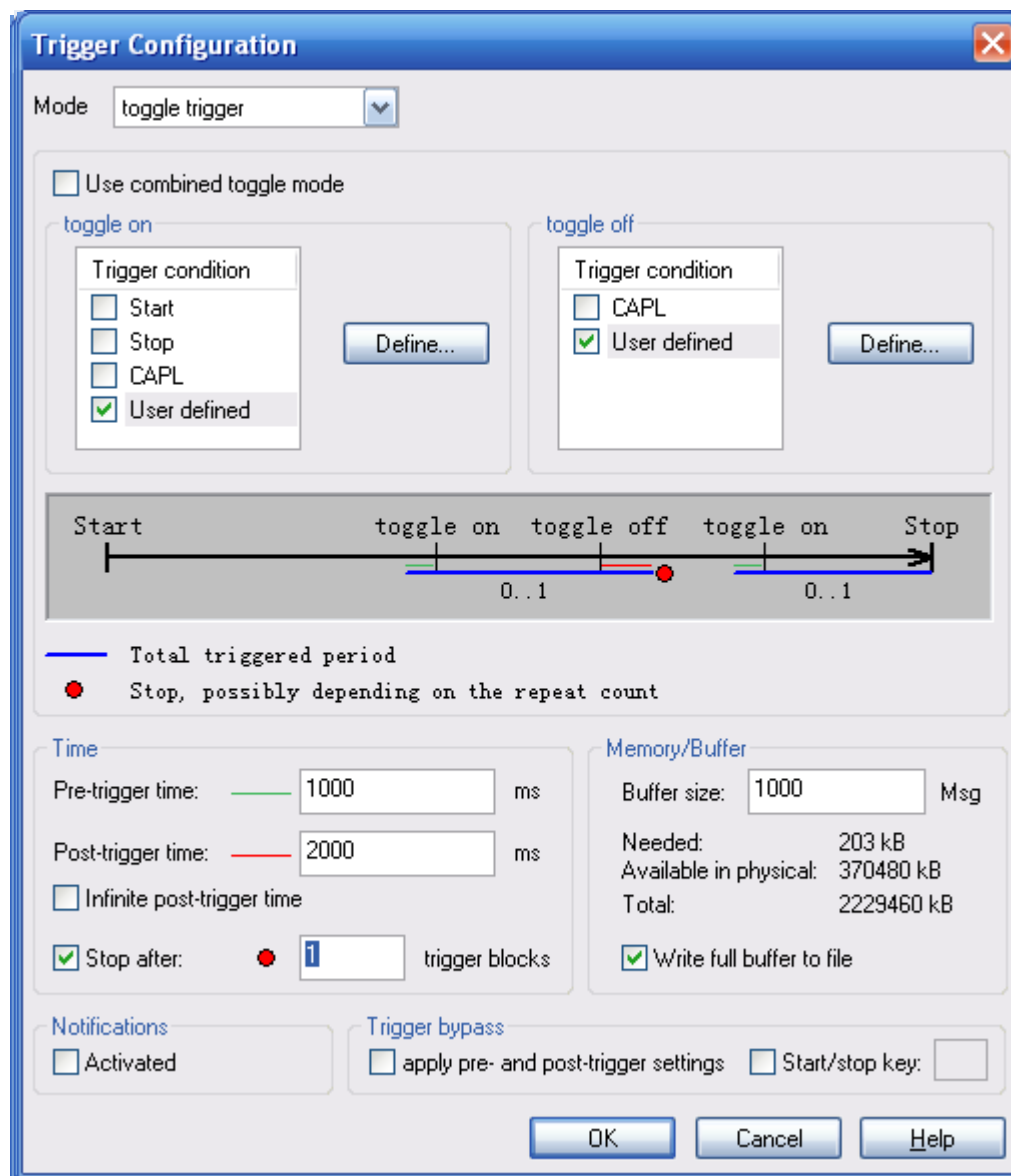 Trigger Configuration
Mode toggle trigger
Use combined toggle mode
toggle on
Trigger condition
Start
Stop
CAPL
User defined
Define...
toggle off
Trigger condition
CAPL
User defined
Define...
Start toggle on toggle off toggle on Stop
0..1 0..1
Total triggered period
Stop, possibly depending on the repeat count
Time
Pre-trigger time: 1000 ms
Post-trigger time: 2000 ms
Infinite post-trigger time
Stop after: 1 trigger blocks
Memory/Buffer
Buffer size: 1000 Msg
Needed: 203 kB
Available in physical: 370480 kB
Total: 2229460 kB
Write full buffer to file
Notifications
Activated
Trigger bypass
apply pre- and post-trigger settings Start/stop key:
OK Cancel Help